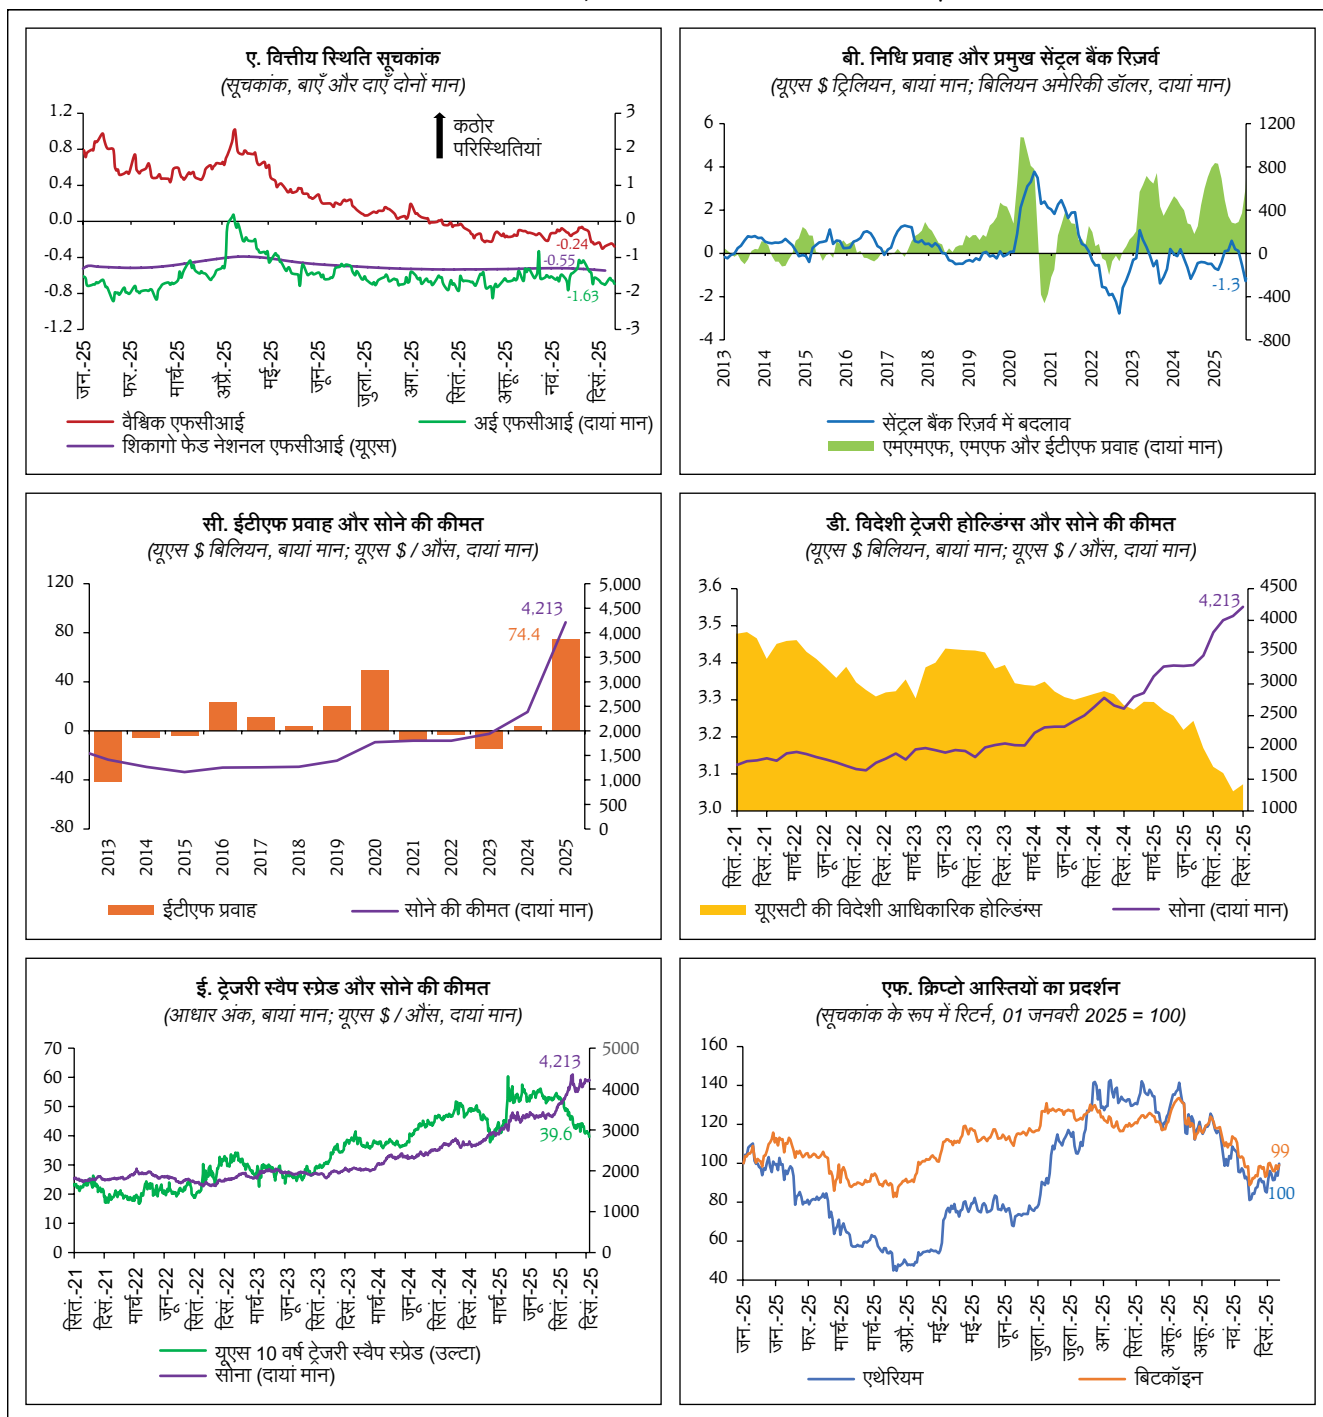 ए. वित्तीय स्थिति सूचकांक
(सूचकांक, बाएँ और दाएँ दोनों मान)
कठोर
परिस्थितियां
1.2
0.8
0.4
0.0
-0.4
-0.8
-1.2
3
2
1
0
-1
-2
-3
-0.24
-0.55
-1.63
जन.-25
फर.-25
मार्च-25
अप्रै.-25
मई-25
जून-25
जुला.-25
अग.-25
सितं.-25
अक्तू.-25
नवं.-25
दिसं.-25
वैश्विक एफसीआई
अई एफसीआई (दायां मान)
शिकागो फेड नेशनल एफसीआई (यूएस)
बी. निधि प्रवाह और प्रमुख सेंट्रल बैंक रिज़र्व
(यूएस $ ट्रिलियन, बायां मान; बिलियन अमेरिकी डॉलर, दायां मान)
6
4
2
0
-2
-4
1200
800
400
0
-400
-800
-1.3
2013
2014
2015
2016
2017
2018
2019
2020
2021
2022
2023
2024
2025
सेंट्रल बैंक रिज़र्व में बदलाव
एमएमएफ, एमएफ और ईटीएफ प्रवाह (दायां मान)
सी. ईटीएफ प्रवाह और सोने की कीमत
(यूएस $ बिलियन, बायां मान; यूएस $ / औंस, दायां मान)
120
80
40
0
-40
-80
5,000
4,500
4,000
3,500
3,000
2,500
2,000
1,500
1,000
500
0
4,213
74.4
2013
2014
2015
2016
2017
2018
2019
2020
2021
2022
2023
2024
2025
ईटीएफ प्रवाह
सोने की कीमत (दायां मान)
डी. विदेशी ट्रेजरी होल्डिंग्स और सोने की कीमत
(यूएस $ बिलियन, बायां मान; यूएस $ / औंस, दायां मान)
3.6
3.5
3.4
3.3
3.2
3.1
3.0
4500
4000
3500
3000
2500
2000
1500
1000
4,213
सितं.-21
दिसं.-21
मार्च-22
जून-22
सितं.-22
दिसं.-22
मार्च-23
जून-23
सितं.-23
दिसं.-23
मार्च-24
जून-24
सितं.-24
दिसं.-24
मार्च-25
जून-25
सितं.-25
दिसं.-25
यूएसटी की विदेशी आधिकारिक होल्डिंग्स
सोना (दायां मान)
ई. ट्रेजरी स्वैप स्प्रेड और सोने की कीमत
(आधार अंक, बायां मान; यूएस $ / औंस, दायां मान)
70
60
50
40
30
20
10
0
5000
4000
3000
2000
1000
0
4,213
39.6
सितं.-21
दिसं.-21
मार्च-22
जून-22
सितं.-22
दिसं.-22
मार्च-23
जून-23
सितं.-23
दिसं.-23
मार्च-24
जून-24
सितं.-24
दिसं.-24
मार्च-25
जून-25
सितं.-25
दिसं.-25
यूएस 10 वर्ष ट्रेजरी स्वैप स्प्रेड (उल्टा)
सोना (दायां मान)
एफ. क्रिप्टो आस्तियों का प्रदर्शन
(सूचकांक के रूप में रिटर्न, 01 जनवरी 2025 = 100)
160
140
120
100
80
60
40
99
100
जन.-25
जन.-25
फर.-25
मार्च-25
मार्च-25
अप्रै.-25
मई-25
मई-25
जून-25
जुला.-25
जुला.-25
अग.-25
सितं.-25
अक्तू.-25
अक्तू.-25
नवं.-25
दिसं.-25
एथेरियम
बिटकॉइन